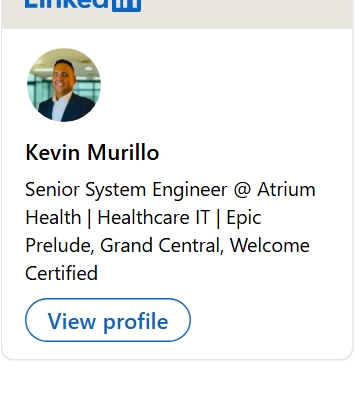 LinkedIn
Kevin Murillo
Senior System Engineer @ Atrium
Health | Healthcare IT | Epic
Prelude, Grand Central, Welcome
Certified
View profile